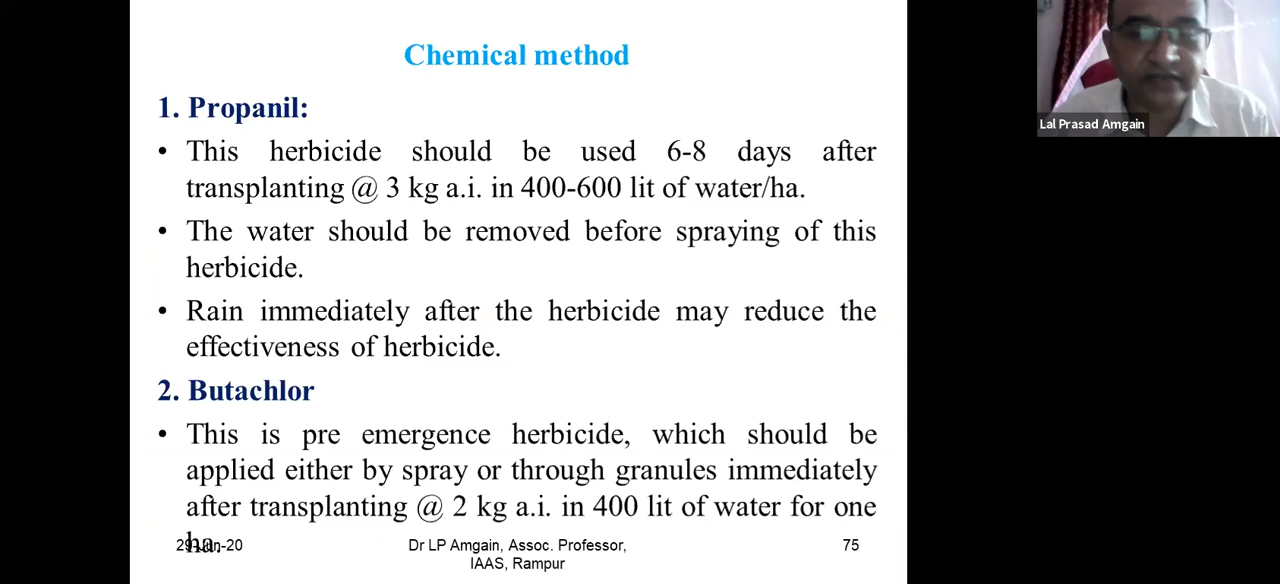 Chemical method
1. Propanil:
• This herbicide should be used 6-8 days after
transplanting @ 3 kg a.i. in 400-600 lit of water/ha.
• The water should be removed before spraying of this
herbicide.
• Rain immediately after the herbicide may reduce the
effectiveness of herbicide.
2. Butachlor
• This is pre emergence herbicide, which should be
applied either by spray or through granules immediately
after transplanting @ 2 kg a.i. in 400 lit of water for one
ha.
29-Jun-20
Dr LP Amgain, Assoc. Professor,
IAAS, Rampur
75
Lal Prasad Amgain